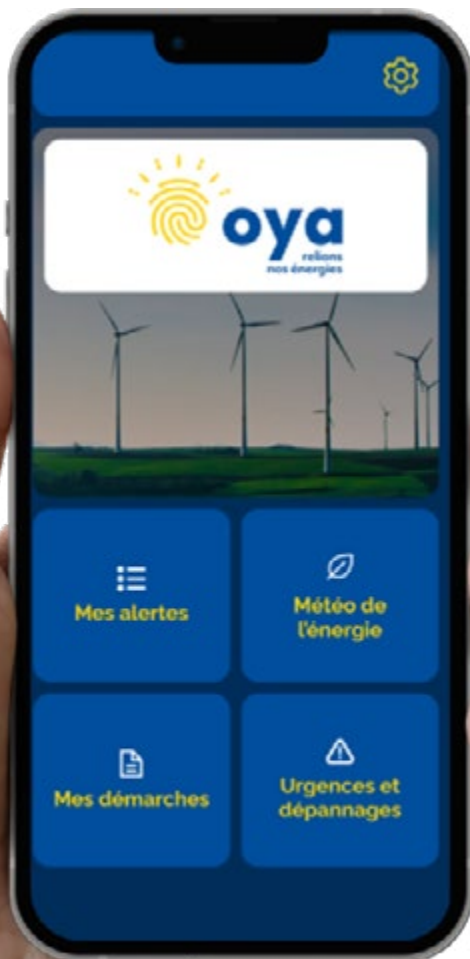 oya
relions
nos énergies
Mes alertes
Météo de
l'énergie
Mes démarches
Urgences et
dépannages